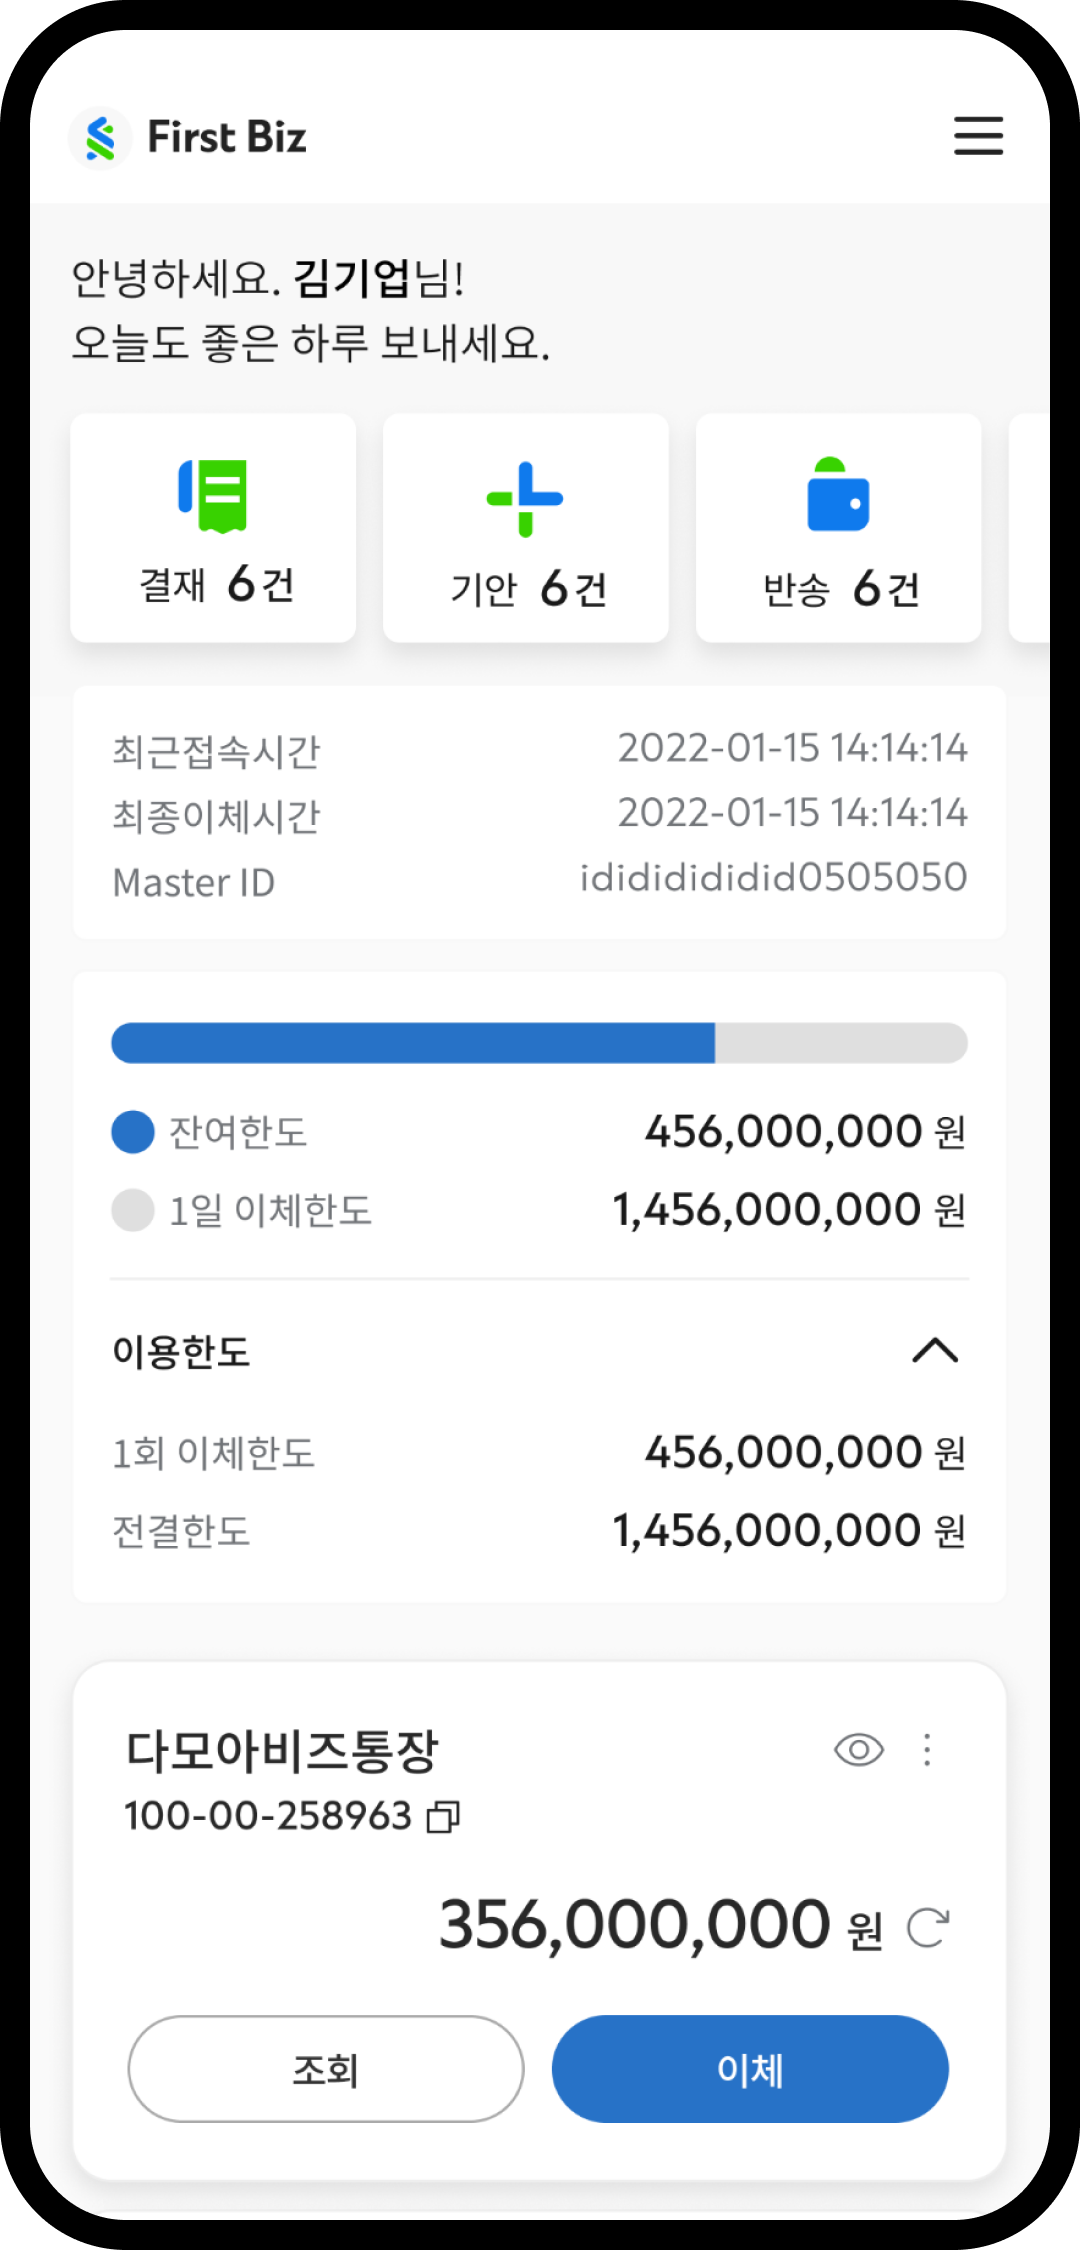 First Biz
안녕하세요. 김기업님!
오늘도 좋은 하루 보내세요.
결재 6건
기안 6건
반송 6건
최근접속시간 2022-01-15 14:14:14
최종이체시간 2022-01-15 14:14:14
Master ID idididididid0505050
잔여한도 456,000,000 원
1일 이체한도 1,456,000,000 원
이용한도
1회 이체한도 456,000,000 원
전결한도 1,456,000,000 원
다모아비즈통장
100-00-258963
356,000,000 원
조회
이체